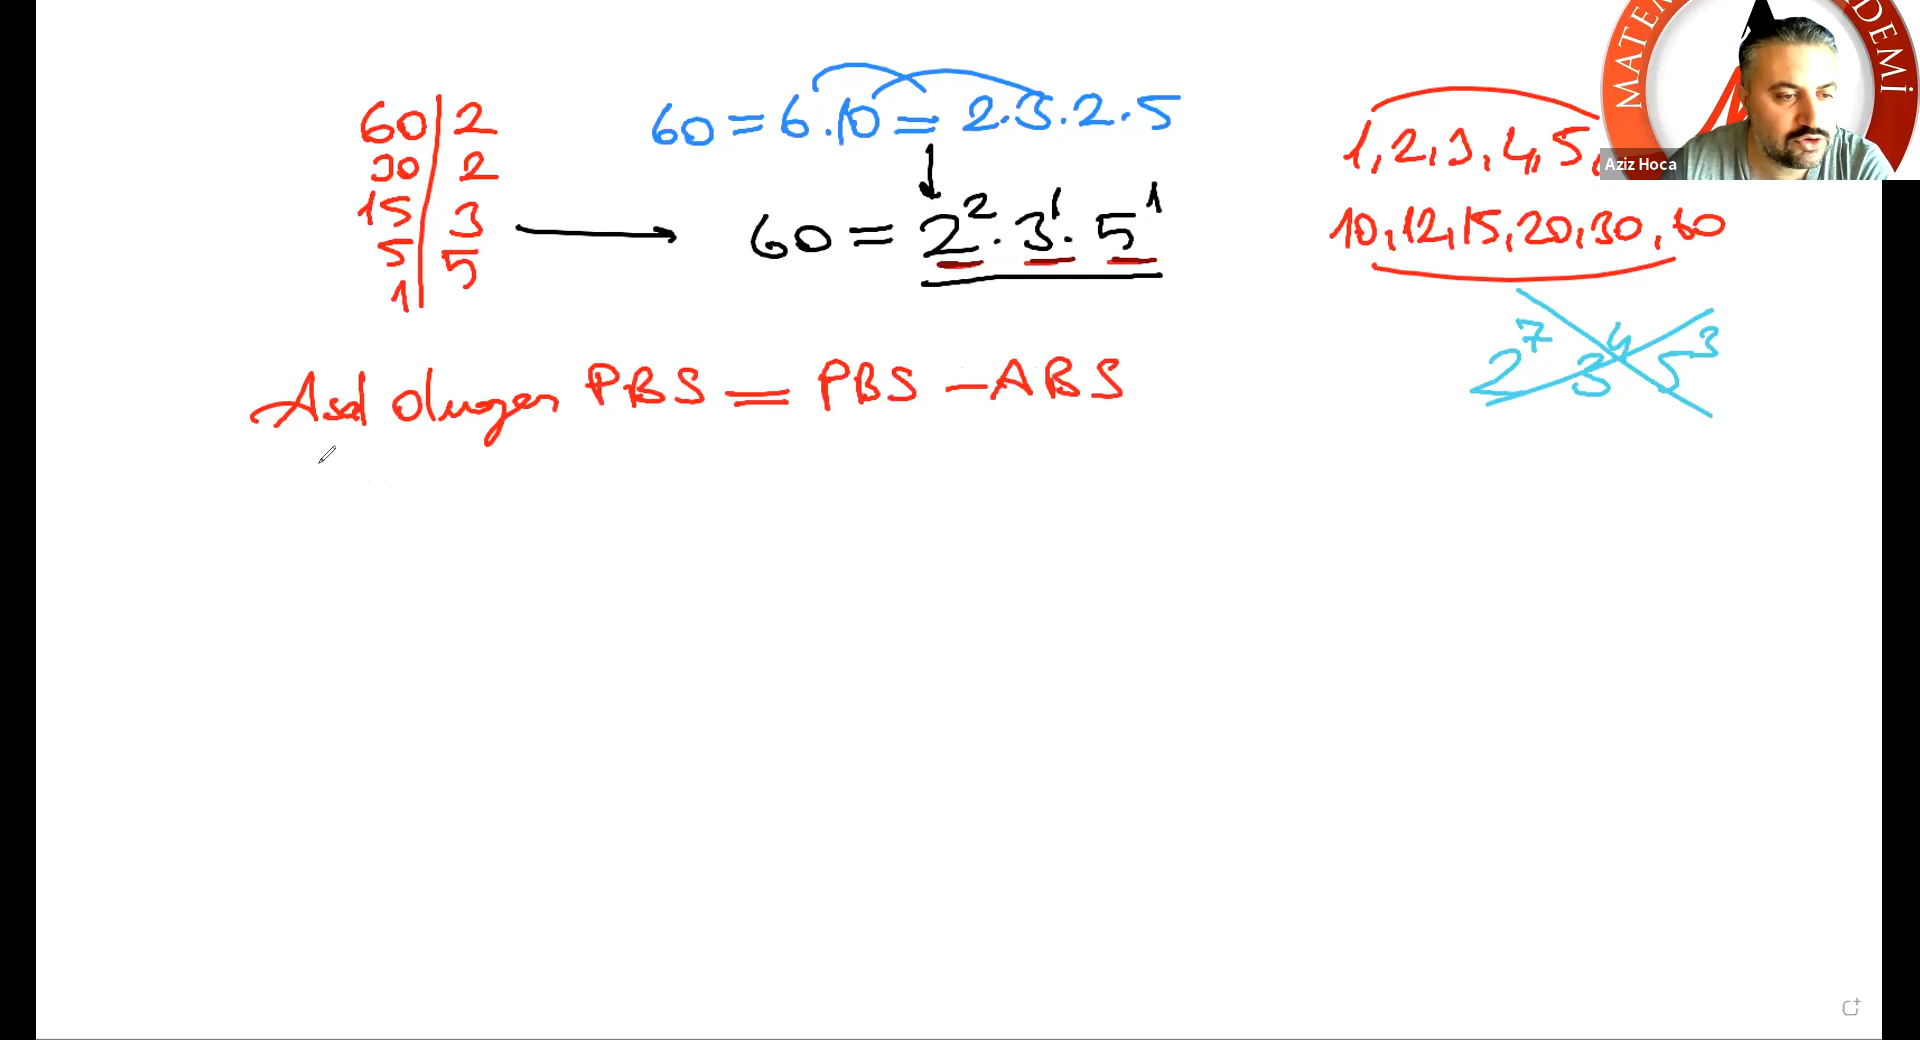 60 = 6.10 = 2.3.2.5
60 | 2
30 | 2
15 | 3
5 | 5
1
60 = 2² . 3¹ . 5¹
1, 2, 3, 4, 5,
10, 12, 15, 20, 30, 60
2⁷ 3⁴ 5³
Asal olmayan PBS = PBS - ABS
MATEM DEMİ
Aziz Hoca